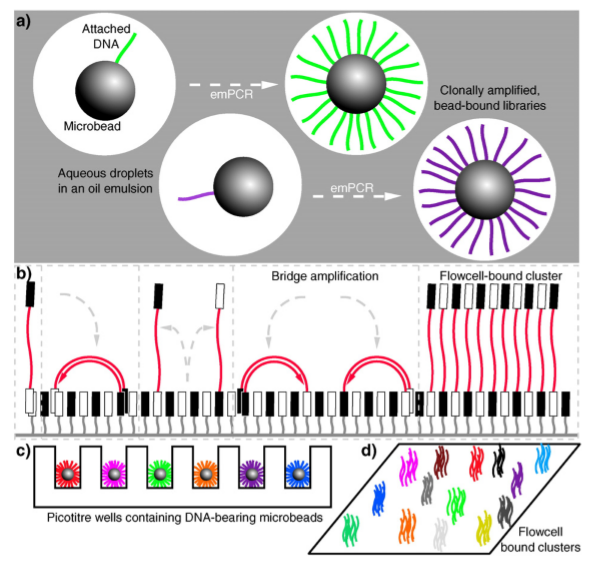 a)
Attached
DNA
Microbead
emPCR
Clonally amplified,
bead-bound libraries
Aqueous droplets
in an oil emulsion
emPCR
b)
Bridge amplification
Flowcell-bound cluster
c)
Picotitre wells containing DNA-bearing microbeads
d)
Flowcell
bound clusters